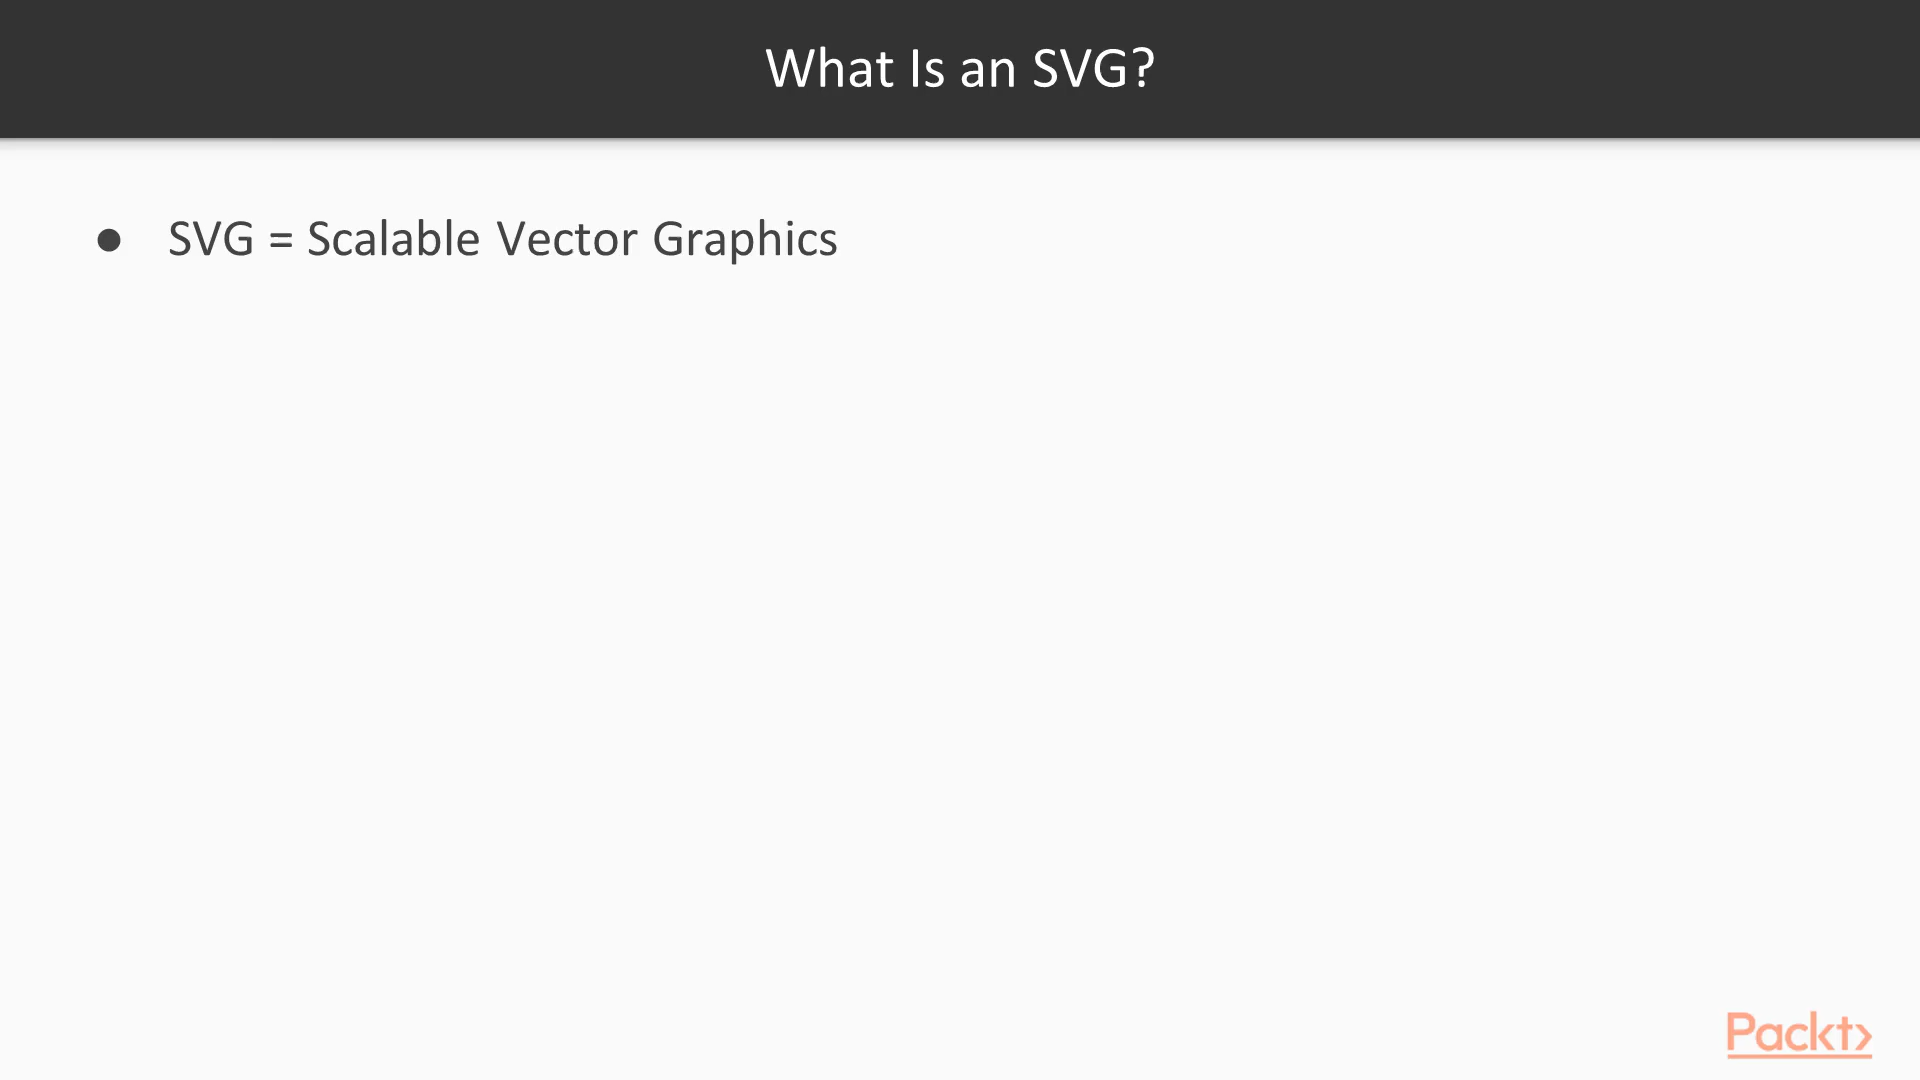 What Is an SVG?
● SVG = Scalable Vector Graphics
Packt>